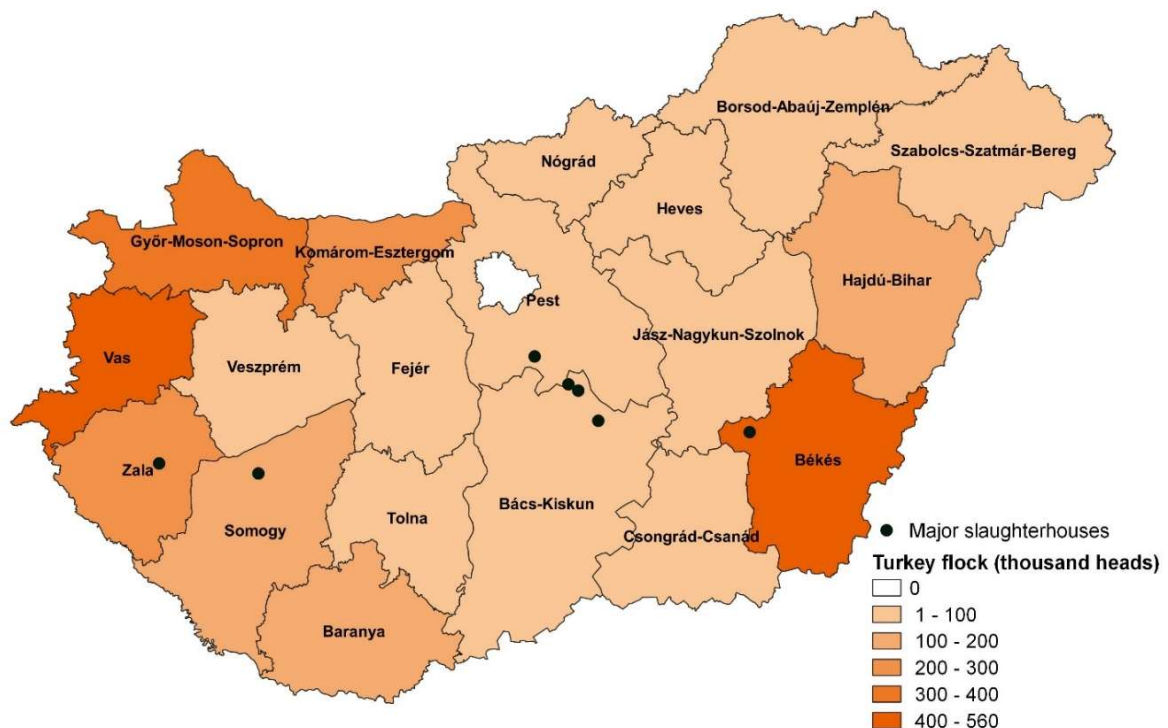 Borsod-Abaúj-Zemplén
Szabolcs-Szatmár-Bereg
Nógrád
Heves
Győr-Moson-Sopron
Komárom-Esztergom
Hajdú-Bihar
Pest
Jász-Nagykun-Szolnok
Vas
Veszprém
Fejér
Békés
Zala
Bács-Kiskun
Tolna
Somogy
Csongrád-Csanád
Baranya
Major slaughterhouses
Turkey flock (thousand heads)
0
1 - 100
100 - 200
200 - 300
300 - 400
400 - 560